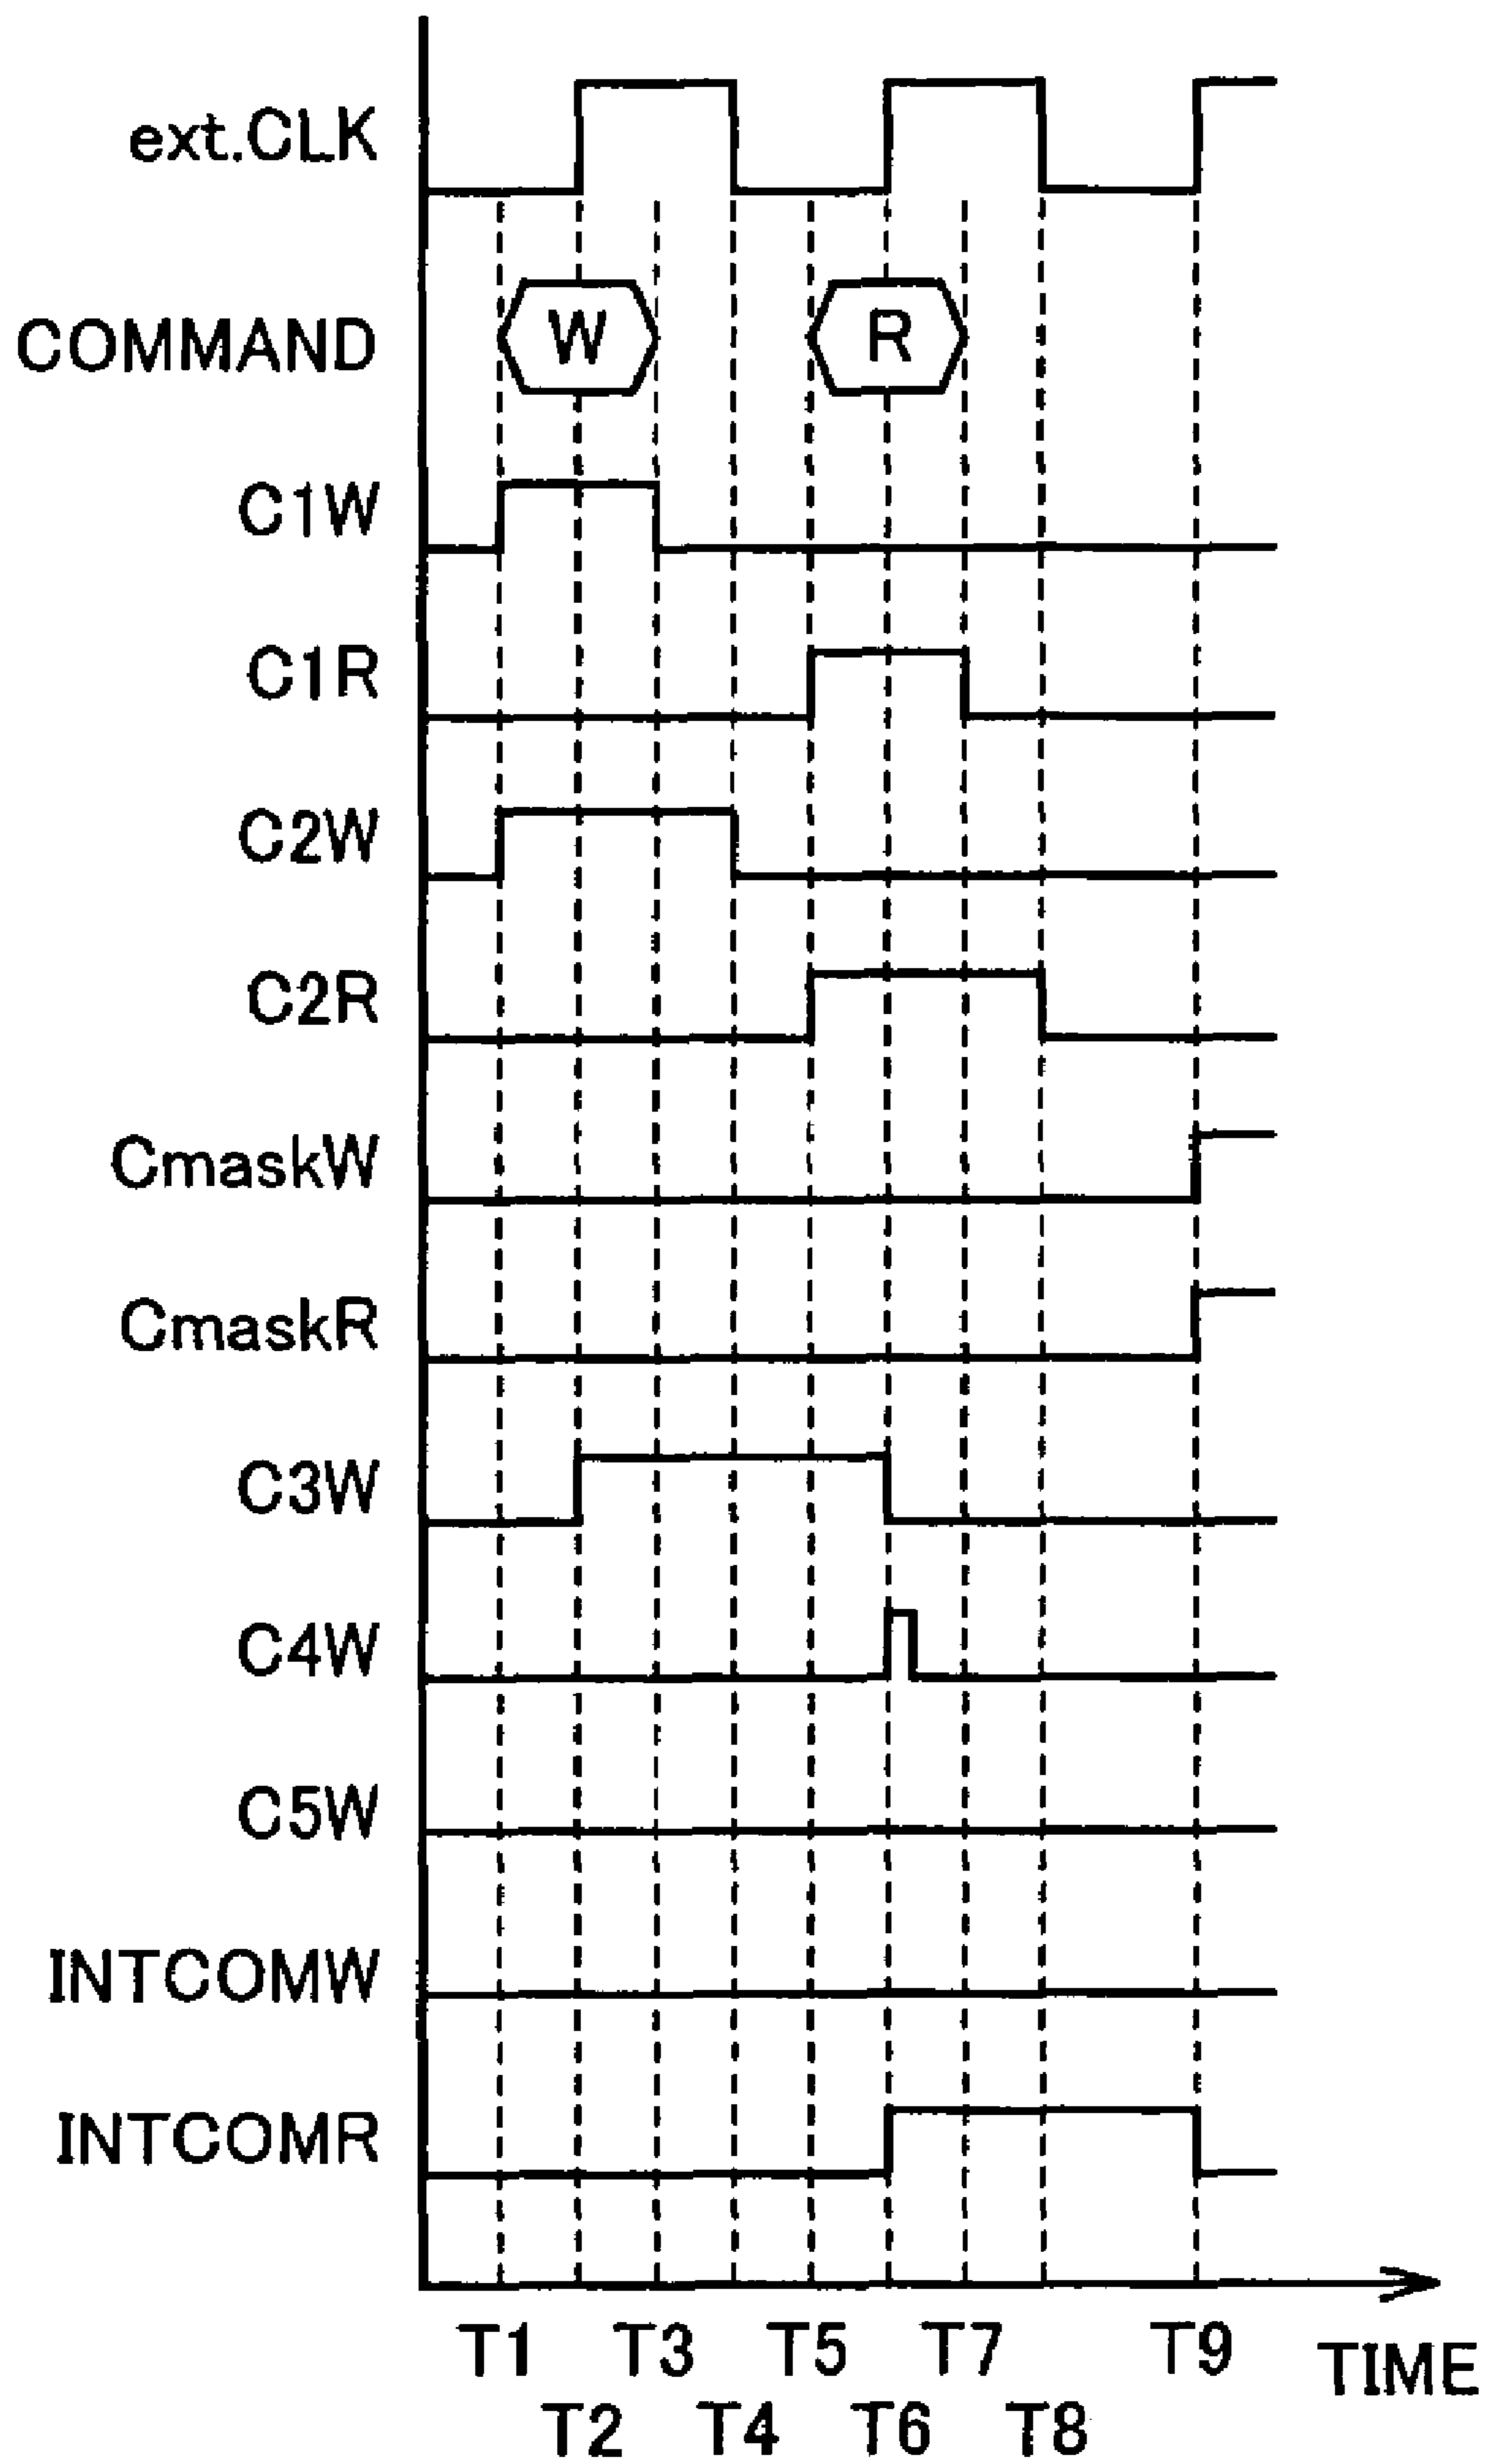 ext.CLK
COMMAND
W
R
C1W
C1R
C2W
C2R
CmaskW
CmaskR
C3W
C4W
C5W
INTCOMW
INTCOMR
T1 T3 T5 T7 T9 TIME
T2 T4 T6 T8